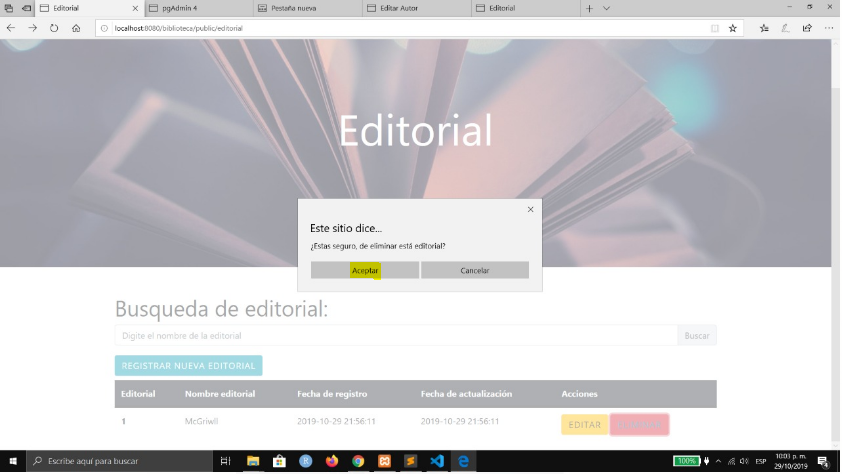 Editorial
pgAdmin 4
Pestaña nueva
Editar Autor
Editorial
localhost:8080/biblioteca/public/editorial
Editorial
Este sitio dice...
¿Estas seguro, de eliminar está editorial?
Aceptar Cancelar
Busqueda de editorial:
Digite el nombre de la editorial Buscar
REGISTRAR NUEVA EDITORIAL
Editorial Nombre editorial Fecha de registro Fecha de actualización Acciones
1 McGriwll 2019-10-29 21:56:11 2019-10-29 21:56:11 EDITAR
Escribe aquí para buscar
100% ESP 10:03 p. m.
29/10/2019